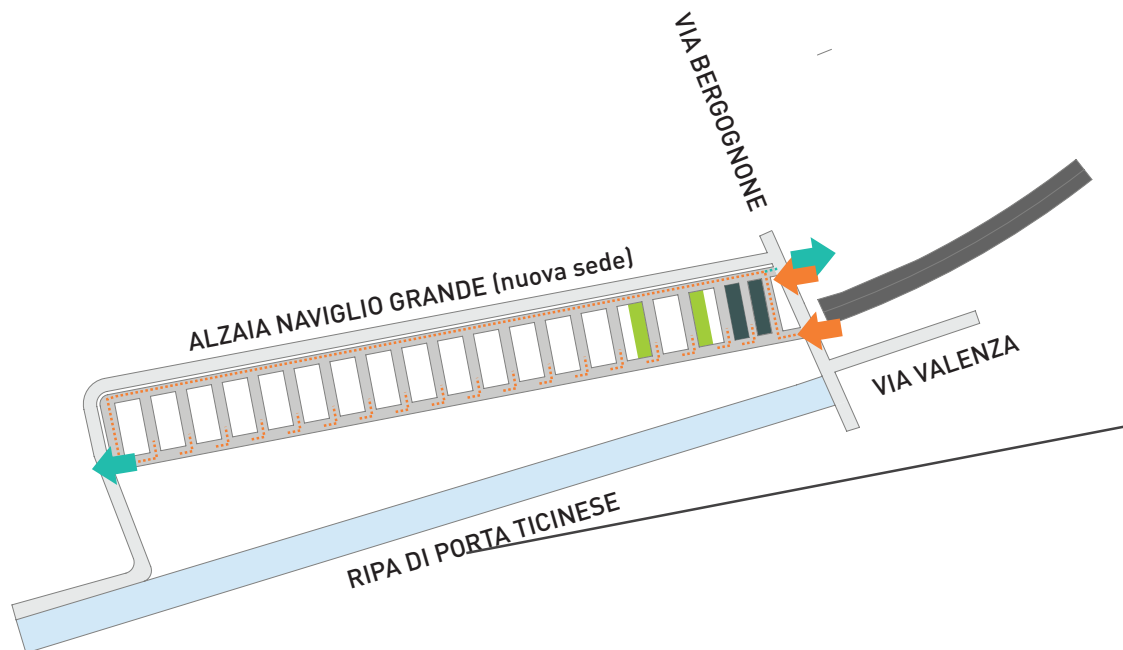 VIA BERGOGNONE
ALZAIA NAVIGLIO GRANDE (nuova sede)
VIA VALENZA
RIPA DI PORTA TICINESE